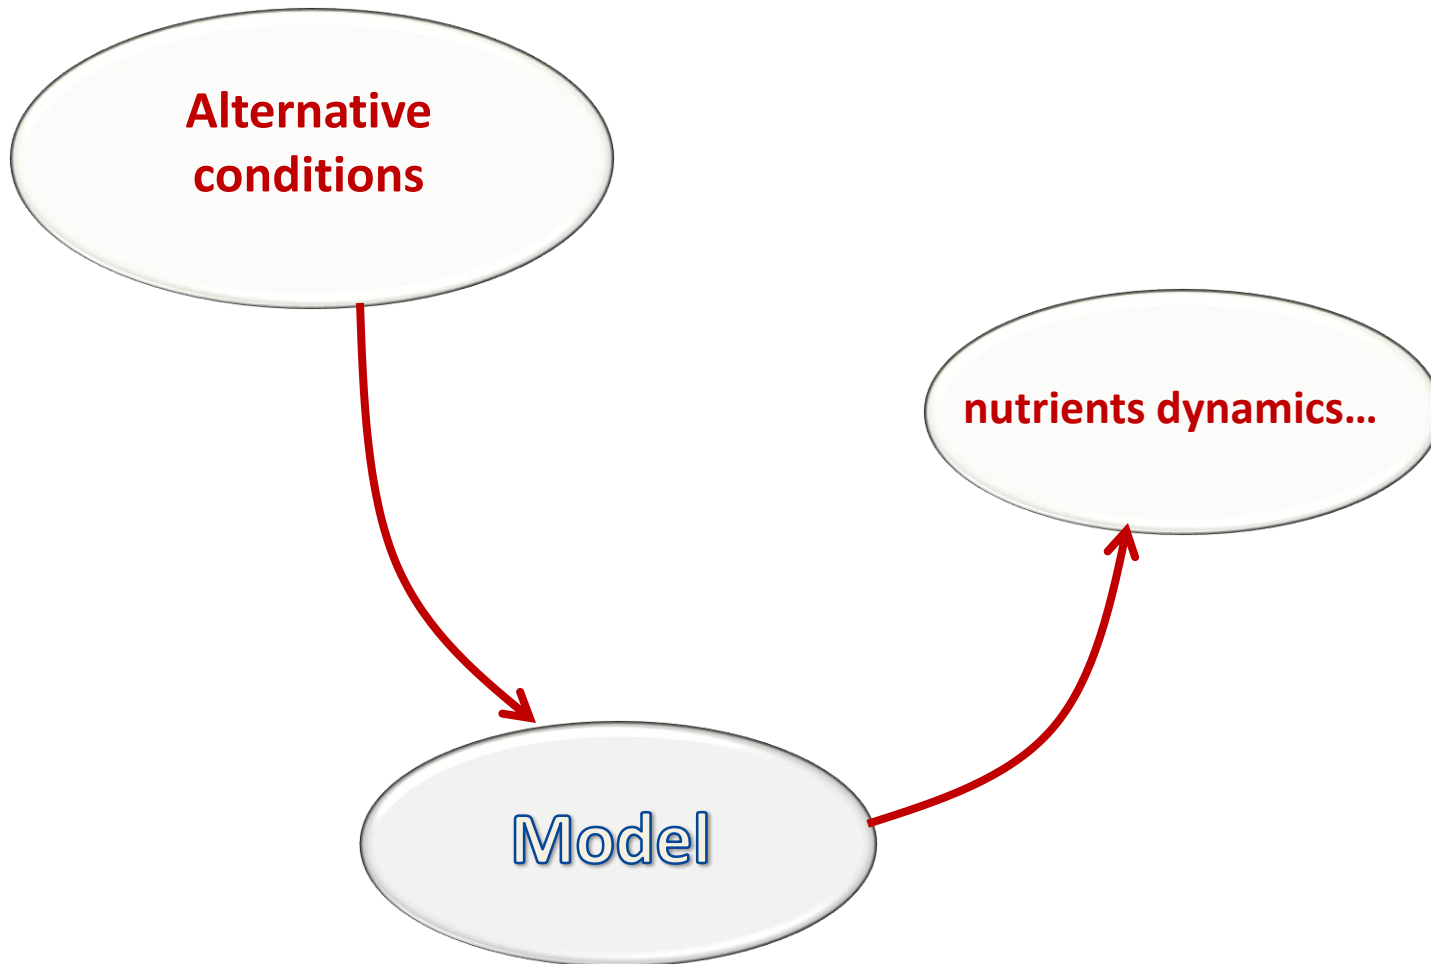 Alternative
conditions
nutrients dynamics…
Model